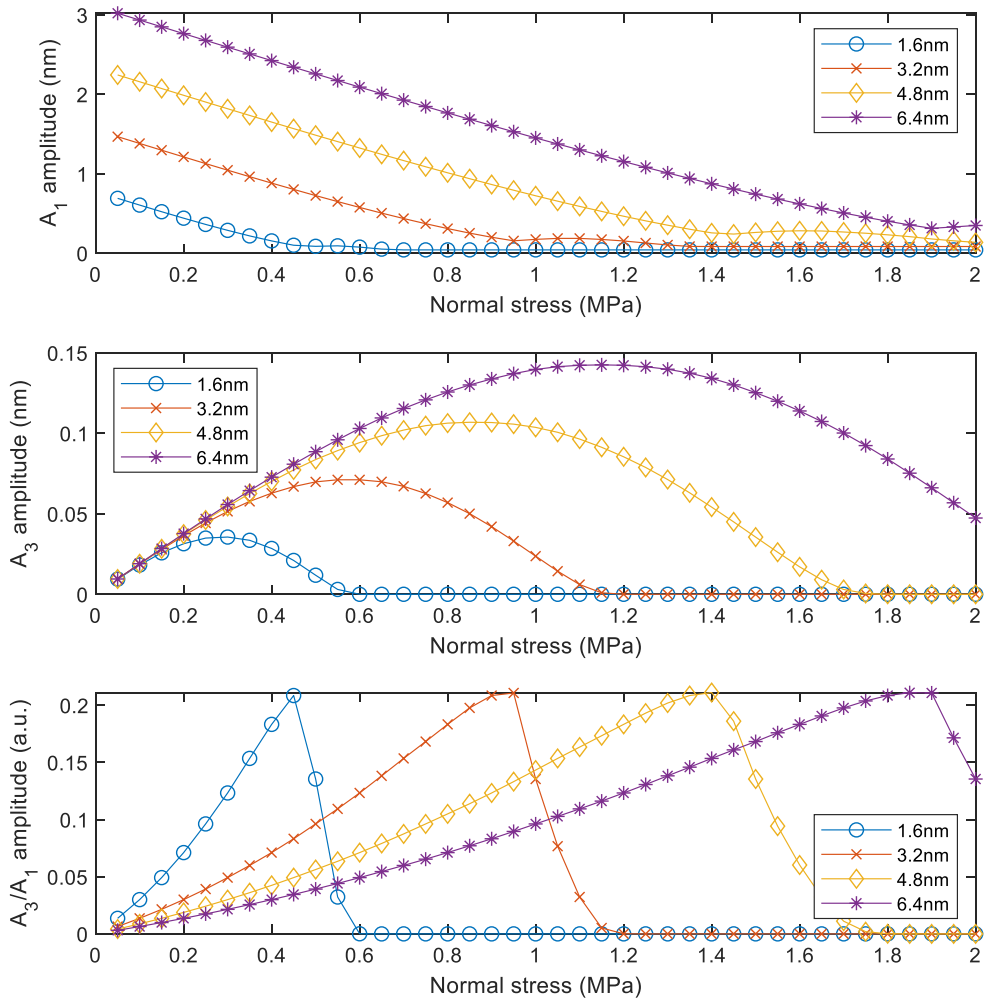 3
2
1
0
A1 amplitude (nm)
1.6nm
3.2nm
4.8nm
6.4nm
0 0.2 0.4 0.6 0.8 1 1.2 1.4 1.6 1.8 2
Normal stress (MPa)
0.15
0.1
0.05
0
A3 amplitude (nm)
1.6nm
3.2nm
4.8nm
6.4nm
0 0.2 0.4 0.6 0.8 1 1.2 1.4 1.6 1.8 2
Normal stress (MPa)
0.2
0.15
0.1
0.05
0
A3/A1 amplitude (a.u.)
1.6nm
3.2nm
4.8nm
6.4nm
0 0.2 0.4 0.6 0.8 1 1.2 1.4 1.6 1.8 2
Normal stress (MPa)